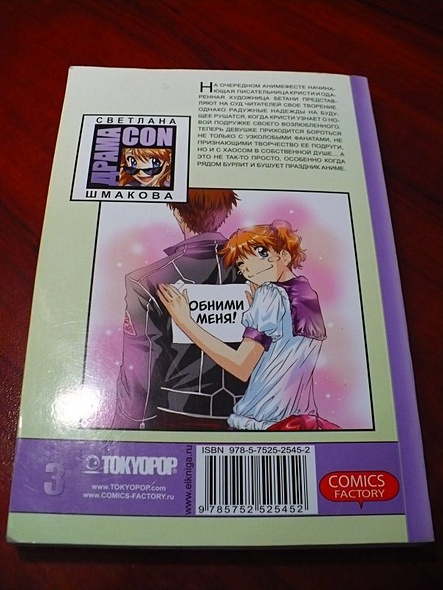 НА ОЧЕРЕДНОМ АНИМЕФЕСТЕ НАЧИНА-
ЮЩАЯ ПИСАТЕЛЬНИЦА КРИСТИ И ОДА-
РЕННАЯ ХУДОЖНИЦА БЕТАНИ ПРЕДСТАВ-
ЛЯЮТ НА СУД ЧИТАТЕЛЕЙ СВОЕ ТВОРЕНИЕ.
ОДНАКО РАДУЖНЫЕ НАДЕЖДЫ НА БУДУ-
ЩЕЕ РУШАТСЯ, КОГДА КРИСТИ УЗНАЕТ О НО-
ВОЙ ПОДРУЖКЕ СВОЕГО ВОЗЛЮБЛЕННОГО.
ТЕПЕРЬ ДЕВУШКЕ ПРИХОДИТСЯ БОРОТЬСЯ
НЕ ТОЛЬКО С УЗКОЛОБЫМИ ФАНАТАМИ, НЕ
ПРИЗНАЮЩИМИ ТВОРЧЕСТВО ЕЕ ПОДРУГИ,
НО И С ХАОСОМ В СОБСТВЕННОЙ ДУШЕ... А
ЭТО НЕ ТАК-ТО ПРОСТО, ОСОБЕННО КОГДА
РЯДОМ БУРЛИТ И БУШУЕТ ПРАЗДНИК АНИМЕ.
СВЕТЛАНА
ДРАМА
CON
ШМАКОВА
ОБНИМИ
МЕНЯ!
3
TOKYOPOP
www.TOKYOPOP.com
www.COMICS-FACTORY.ru
www.elkniga.ru
ISBN 978-5-7525-2545-2
9 785752 525452
COMICS
FACTORY